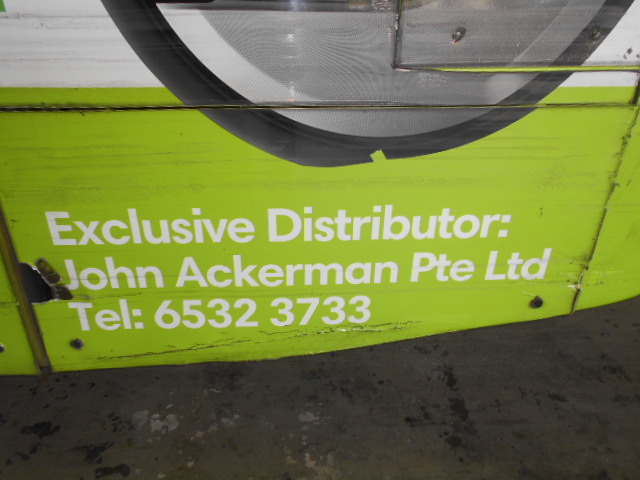 Exclusive Distributor:
John Ackerman Pte Ltd
Tel: 6532 3733